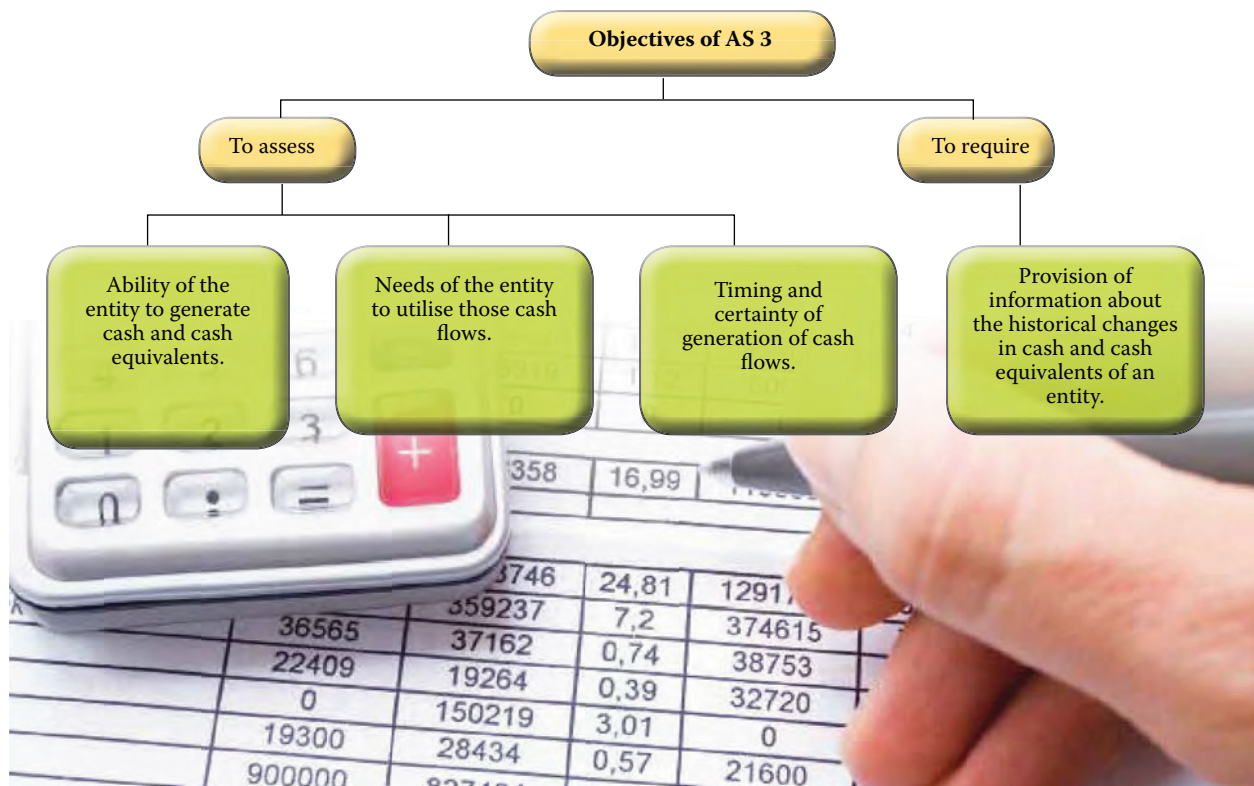 Objectives of AS 3
To assess
To require
Ability of the
entity to generate
cash and cash
equivalents.
Needs of the entity
to utilise those cash
flows.
Timing and
certainty of
generation of cash
flows.
Provision of
information about
the historical changes
in cash and cash
equivalents of an
entity.
6
1 2 3 +
0 . =
358 16,99
3746 24,81
359237 7,2 374615
36565 37162 0,74 38753
22409 19264 0,39 32720
0 150219 3,01 0
19300 28434 0,57 21600
900000